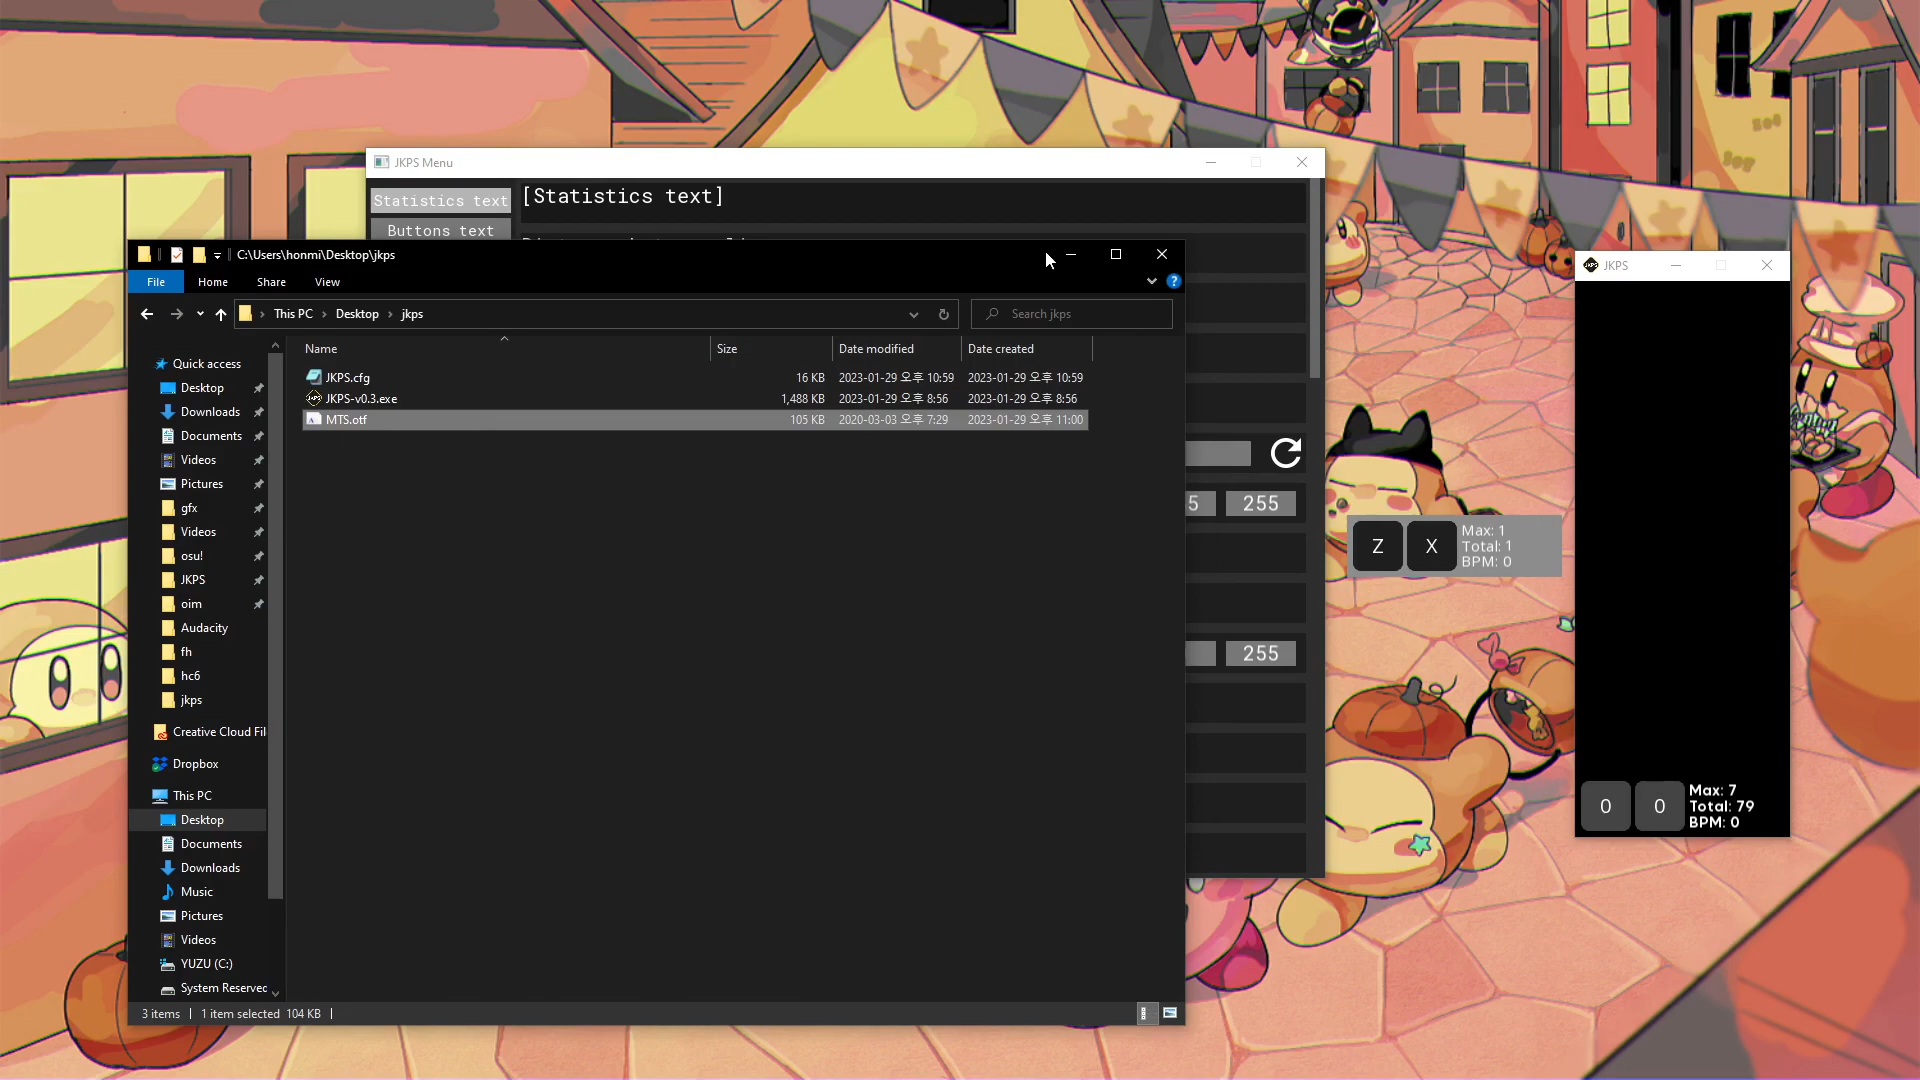 JKPS Menu
Statistics text
[Statistics text]
Buttons text
C:\Users\honmi\Desktop\jkps
File
Home
Share
View
This PC
Desktop
jkps
Search jkps
Name
Size
Date modified
Date created
JKPS.cfg
16 KB
2023-01-29 오후 10:59
2023-01-29 오후 10:59
JKPS-v0.3.exe
1,488 KB
2023-01-29 오후 8:56
2023-01-29 오후 8:56
MTS.otf
105 KB
2020-03-03 오후 7:29
2023-01-29 오후 11:00
Quick access
Desktop
Downloads
Documents
Videos
Pictures
gfx
Videos
osu!
JKPS
oim
Audacity
fh
hc6
jkps
Creative Cloud Fil
Dropbox
This PC
Desktop
Documents
Downloads
Music
Pictures
Videos
YUZU (C:)
System Reserved
3 items
1 item selected 104 KB
5
255
255
Z
X
Max: 1
Total: 1
BPM: 0
JKPS
0
0
Max: 7
Total: 79
BPM: 0